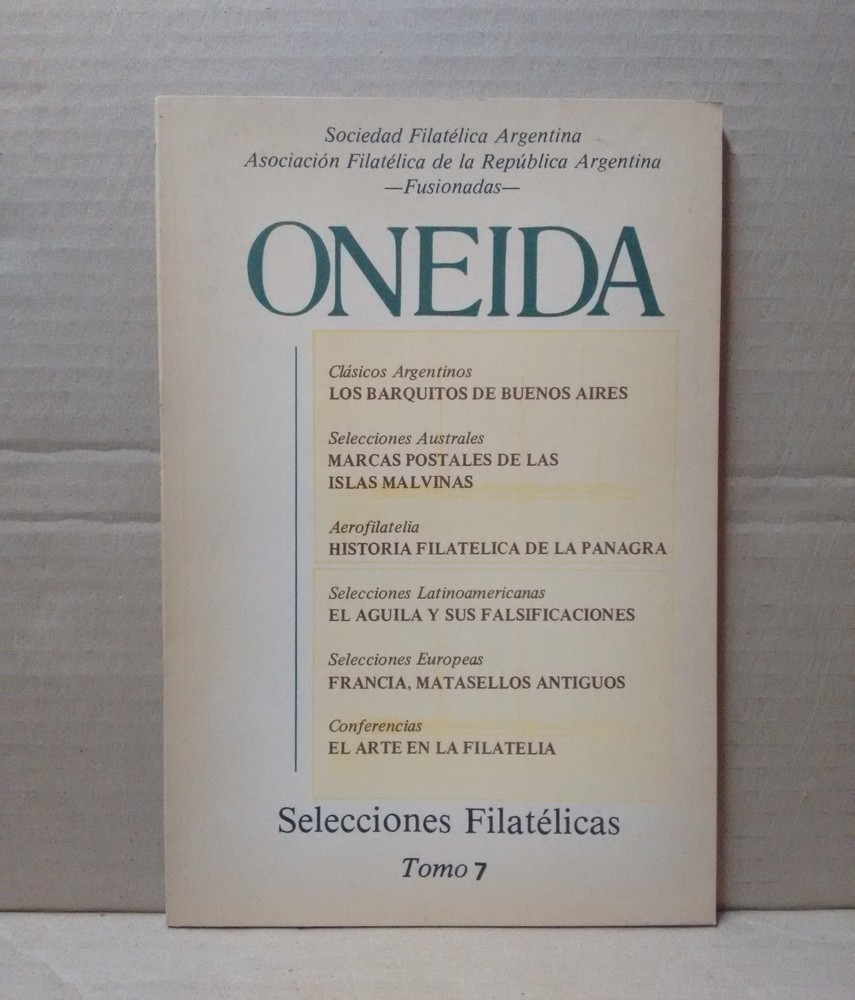 Sociedad Filatélica Argentina
Asociación Filatélica de la República Argentina
—Fusionadas—
ONEIDA
Clásicos Argentinos
LOS BARQUITOS DE BUENOS AIRES
Selecciones Australes
MARCAS POSTALES DE LAS
ISLAS MALVINAS
Aerofilatelia
HISTORIA FILATELICA DE LA PANAGRA
Selecciones Latinoamericanas
EL AGUILA Y SUS FALSIFICACIONES
Selecciones Europeas
FRANCIA, MATASELLOS ANTIGUOS
Conferencias
EL ARTE EN LA FILATELIA
Selecciones Filatélicas
Tomo 7